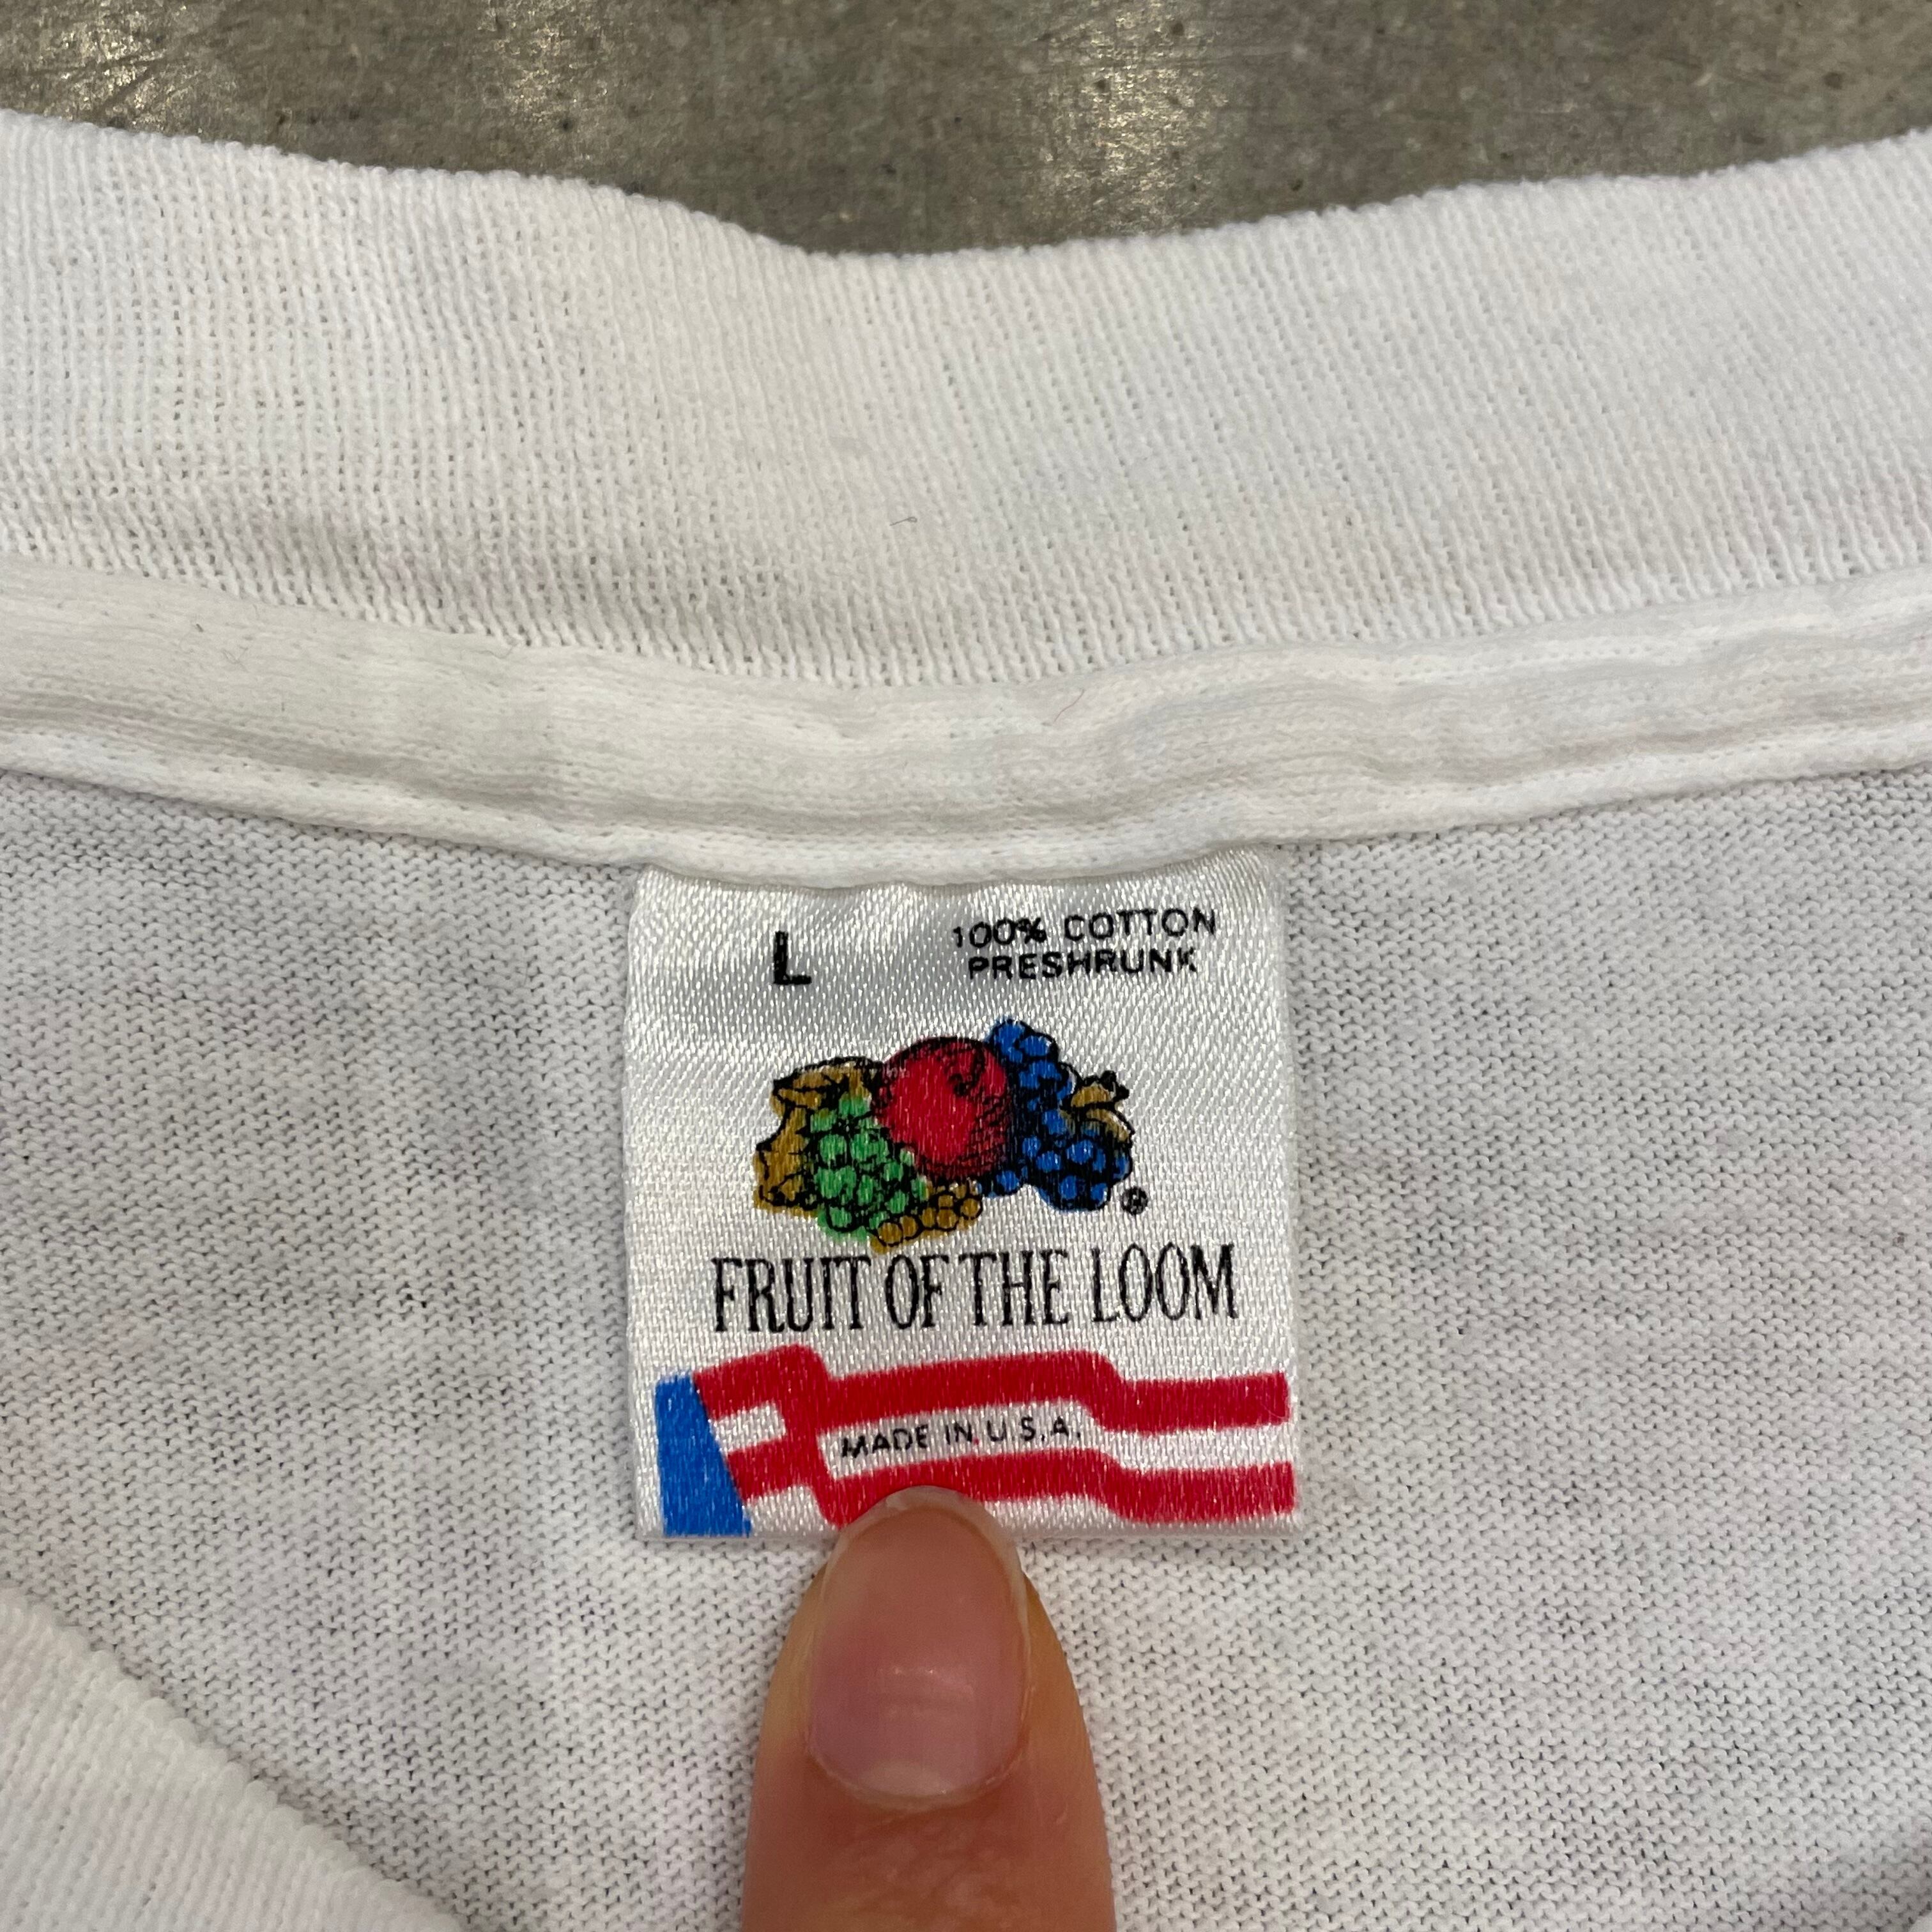 L
100% COTTON
PRESHRUNK
®
FRUIT OF THE LOOM
MADE IN U.S.A.